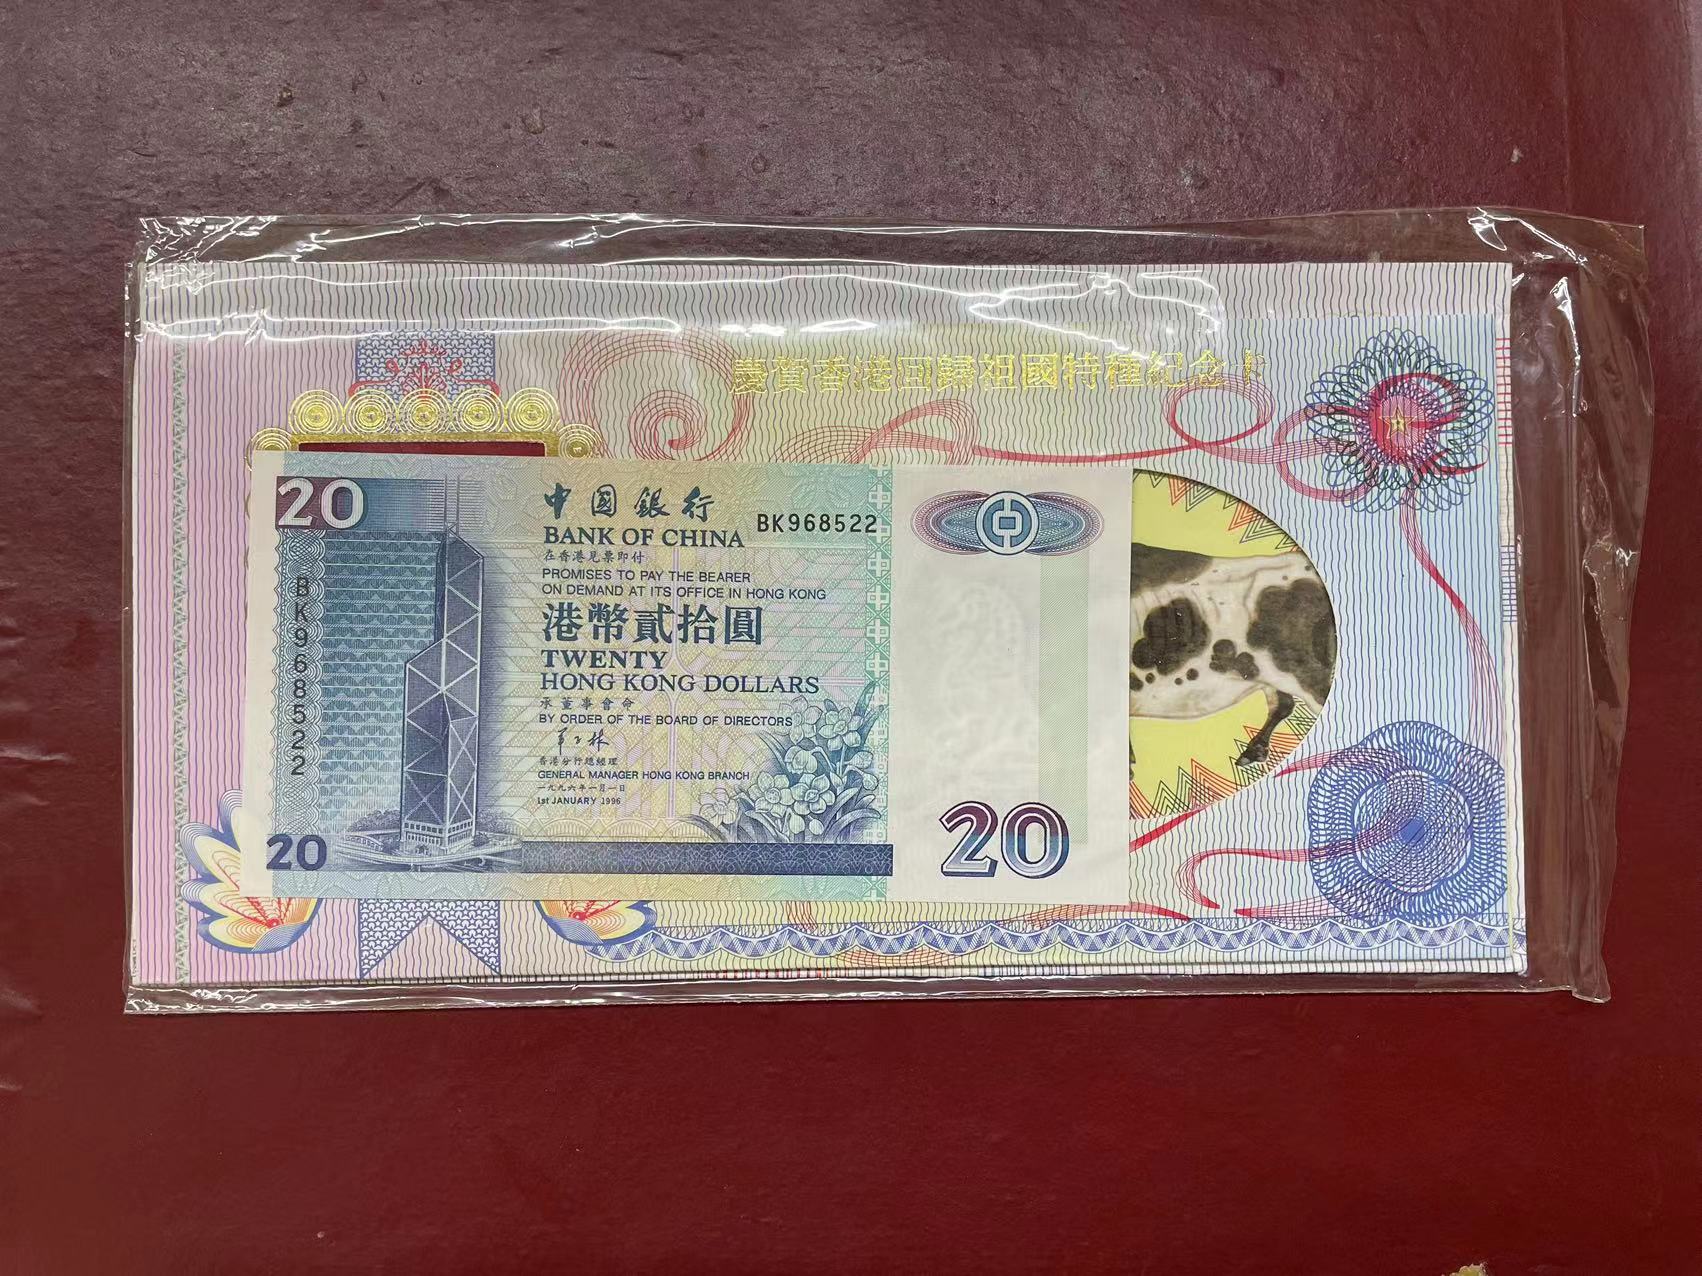 慶賀香港回歸祖國特種紀念卡
20
中國銀行
BANK OF CHINA
BK968522
在香港見票即付
PROMISES TO PAY THE BEARER
ON DEMAND AT ITS OFFICE IN HONG KONG
港幣貳拾圓
TWENTY
HONG KONG DOLLARS
承董事會命
BY ORDER OF THE BOARD OF DIRECTORS
香港分行總經理
GENERAL MANAGER HONG KONG BRANCH
一九九六年一月一日
1st JANUARY 1996
BK968522
20
20